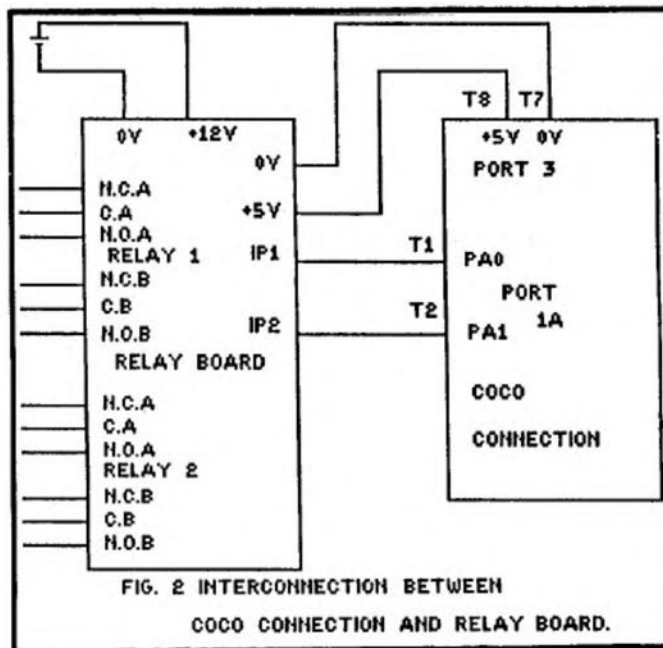 T8 T7
0V +12V
+5V 0V
0V
PORT 3
N.C.A
C.A
+5V
N.O.A
RELAY 1
IP1
T1
PA0
N.C.B
PORT
C.B
1A
N.O.B
IP2
T2
PA1
RELAY BOARD
N.C.A
COCO
C.A
N.O.A
CONNECTION
RELAY 2
N.C.B
C.B
N.O.B
FIG. 2 INTERCONNECTION BETWEEN
COCO CONNECTION AND RELAY BOARD.